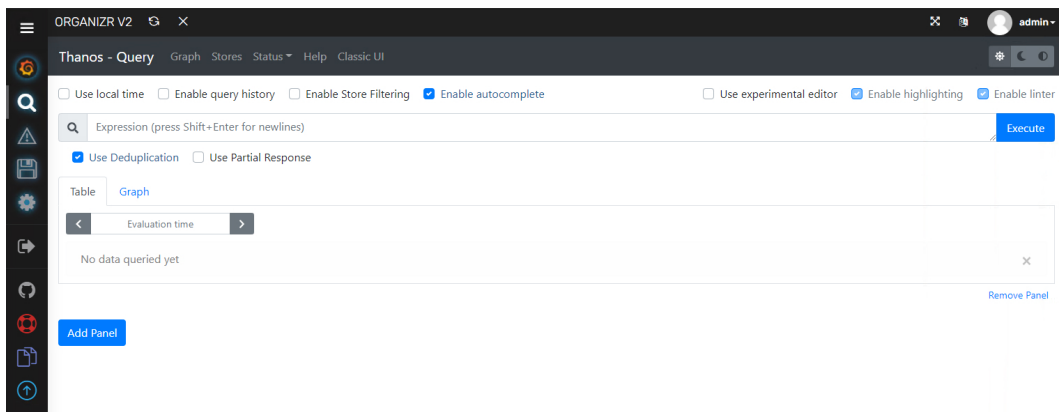 ORGANIZR V2
admin
Thanos - Query Graph Stores Status Help Classic UI
Use local time Enable query history Enable Store Filtering Enable autocomplete Use experimental editor Enable highlighting Enable linter
Expression (press Shift+Enter for newlines)
Execute
Use Deduplication Use Partial Response
Table Graph
Evaluation time
No data queried yet
Remove Panel
Add Panel